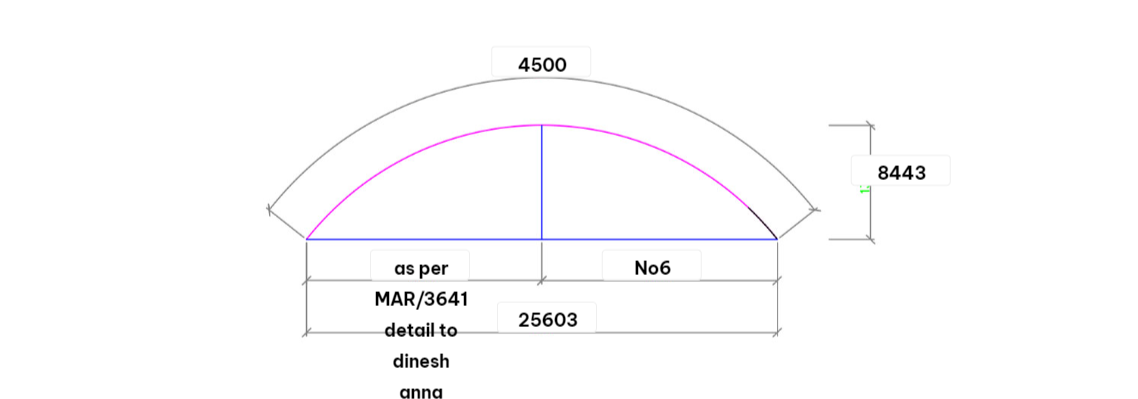 4500
8443
as per
MAR/3641
detail to
dinesh
anna
No6
25603